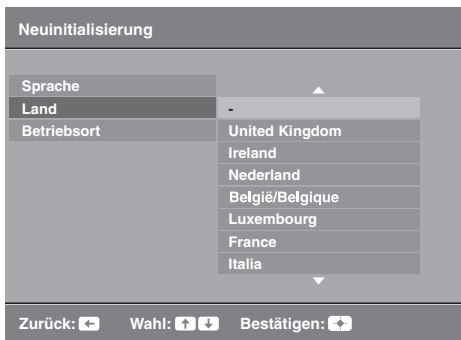 Neuinitialisierung
Sprache
Land
-
Betriebsort
United Kingdom
Ireland
Nederland
België/Belgique
Luxembourg
France
Italia
Zurück: Wahl: Bestätigen: